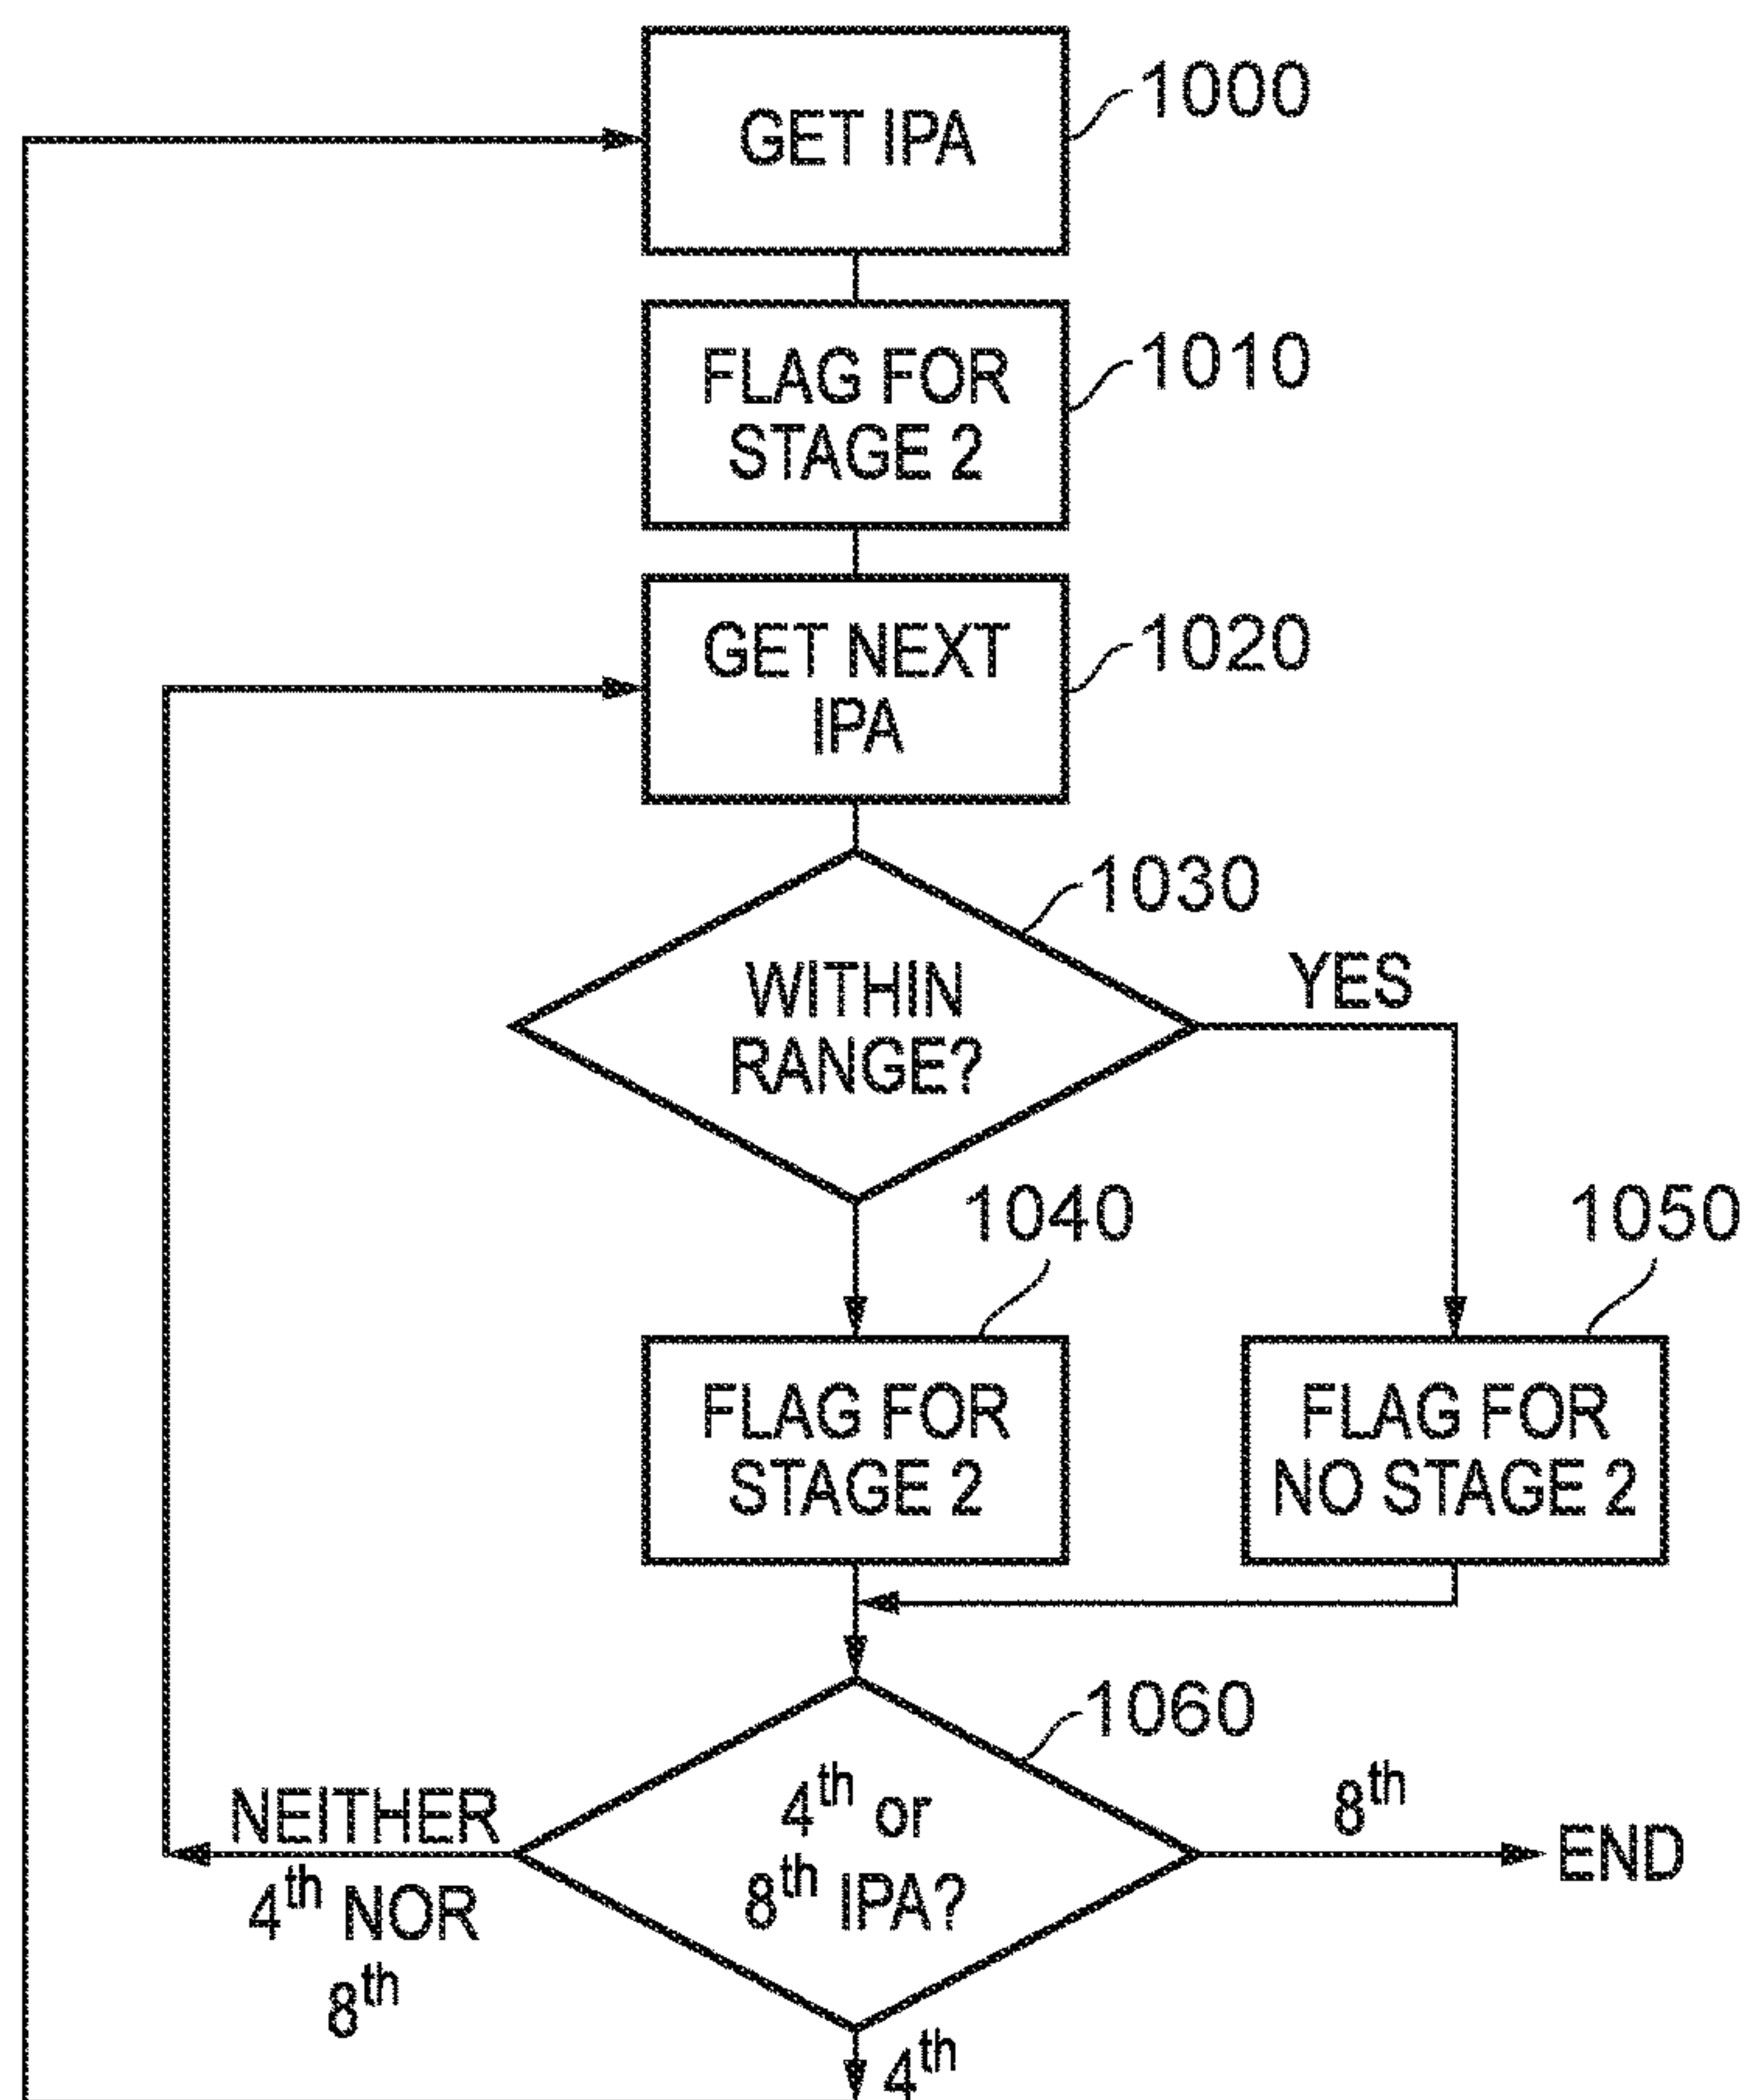 GET IPA
1000
FLAG FOR
STAGE 2
1010
GET NEXT
IPA
1020
1030
WITHIN
RANGE?
YES
1040
1050
FLAG FOR
STAGE 2
FLAG FOR
NO STAGE 2
1060
4th or
8th IPA?
NEITHER
4th NOR
8th
8th
END
4th